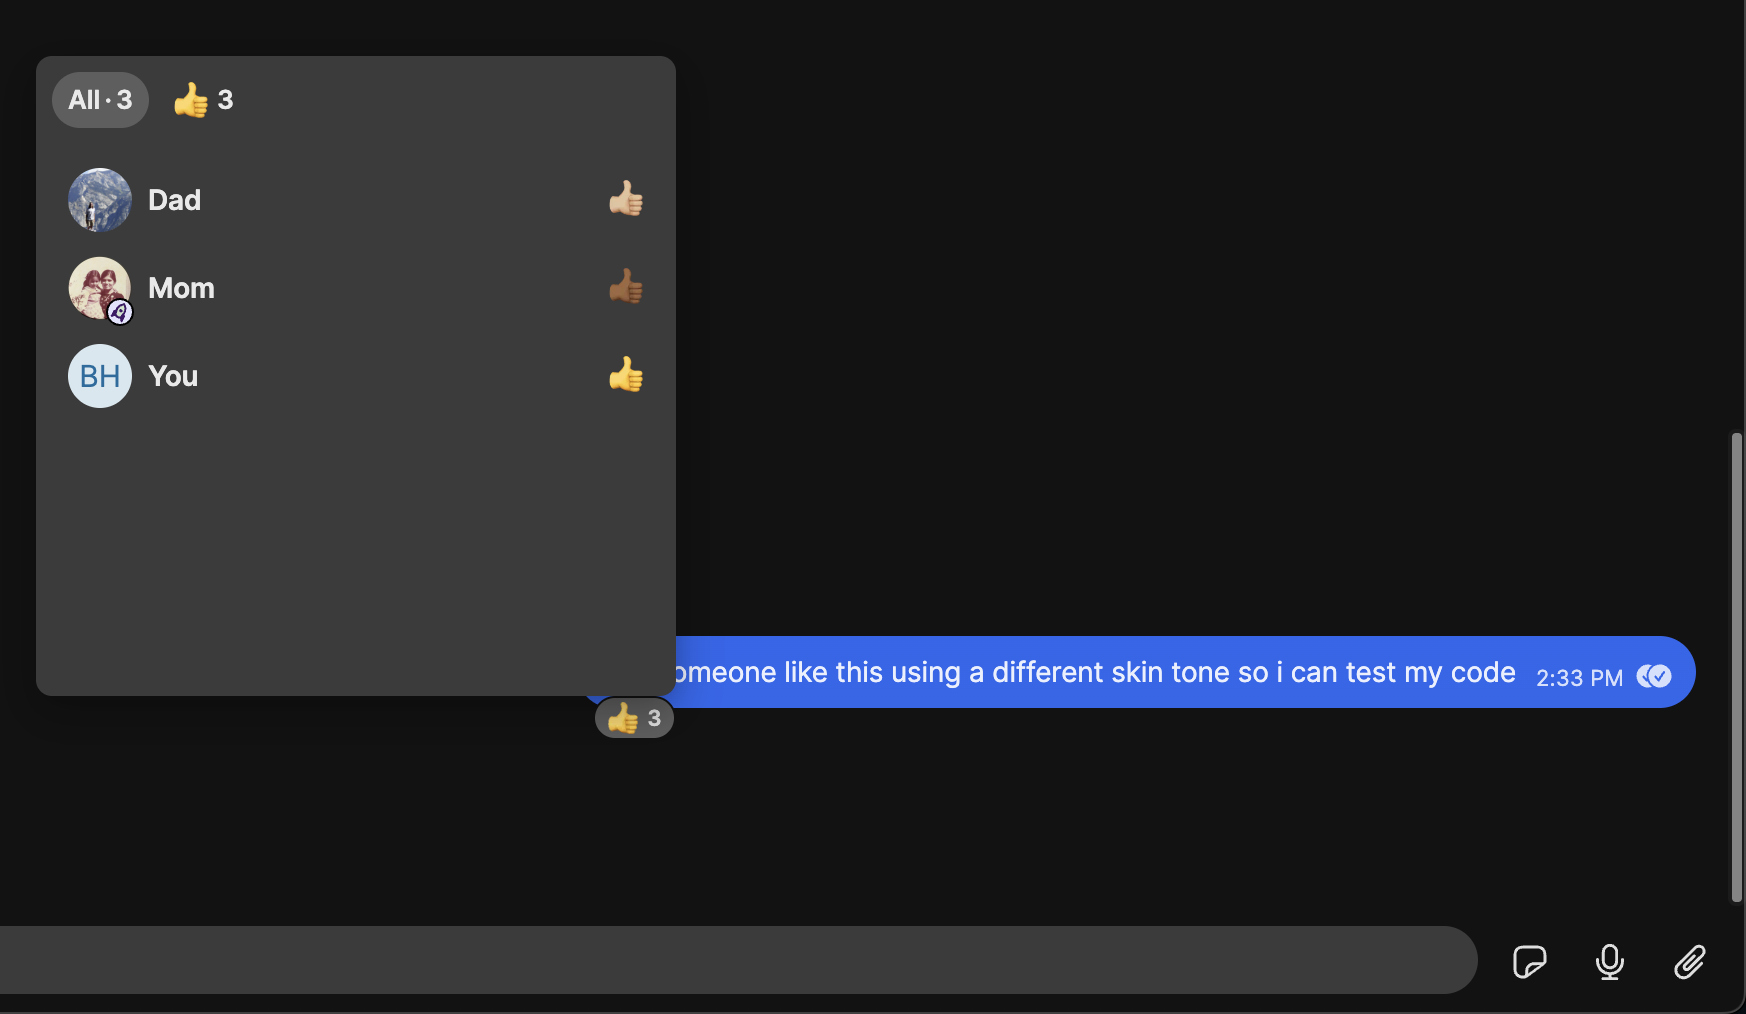 All · 3 👍 3
Dad 👍🏼
Mom 👍🏾
BH You 👍
omeone like this using a different skin tone so i can test my code 2:33 PM
👍 3